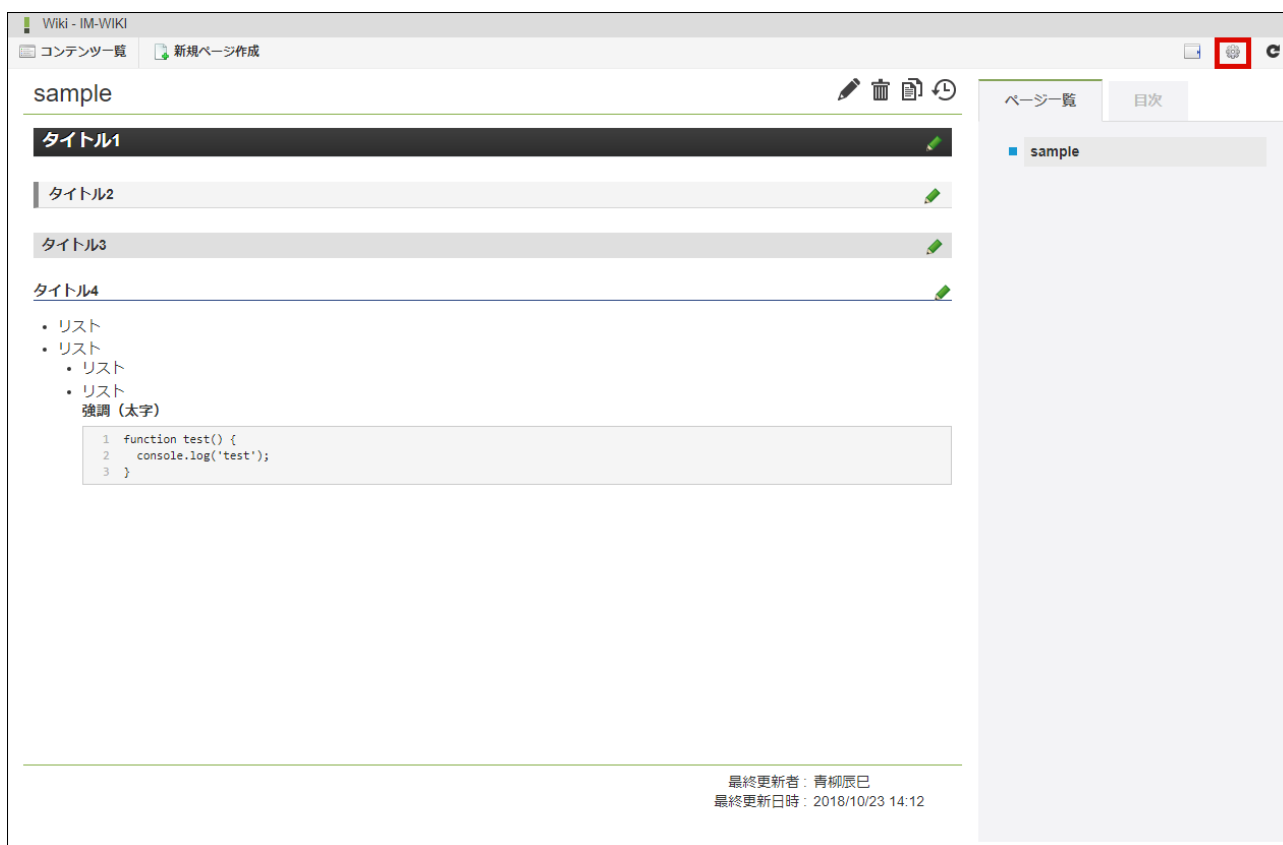 Wiki - IM-WIKI
コンテンツ一覧 新規ページ作成
sample
ページ一覧 目次
タイトル1
sample
タイトル2
タイトル3
タイトル4
• リスト
• リスト
• リスト
• リスト
強調（太字）
1 function test() {
2 console.log('test');
3 }
最終更新者 : 青柳辰巳
最終更新日時 : 2018/10/23 14:12